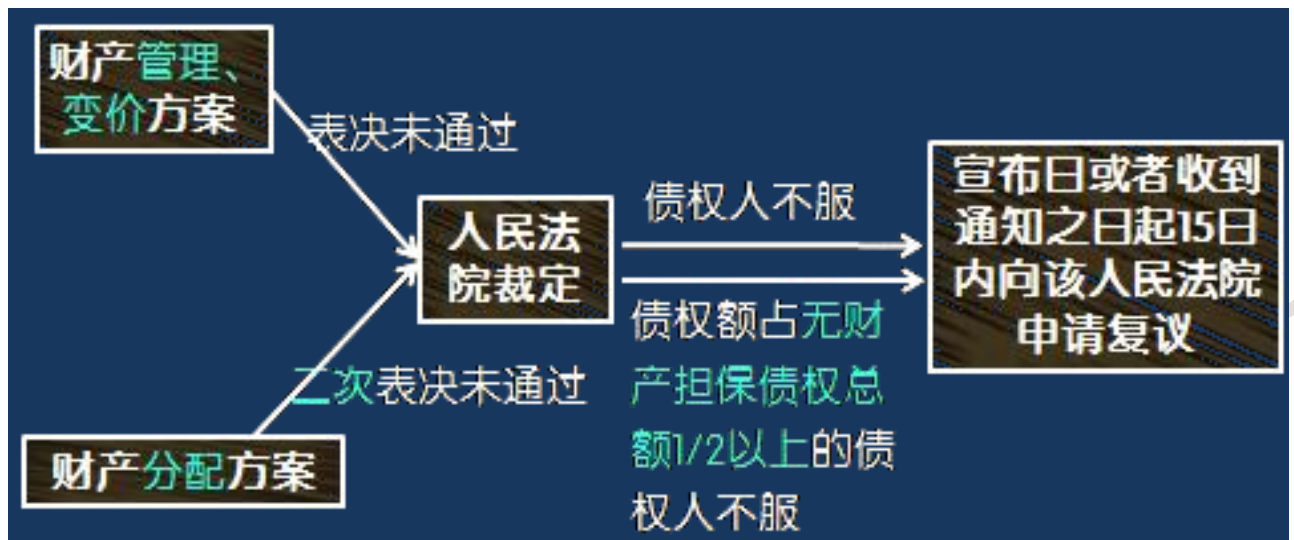 财产管理、
变价方案
表决未通过
人民法
院裁定
债权人不服
宣布日或者收到
通知之日起15日
内向该人民法院
申请复议
债权额占无财
产担保债权总
额1/2以上的债
权人不服
二次表决未通过
财产分配方案